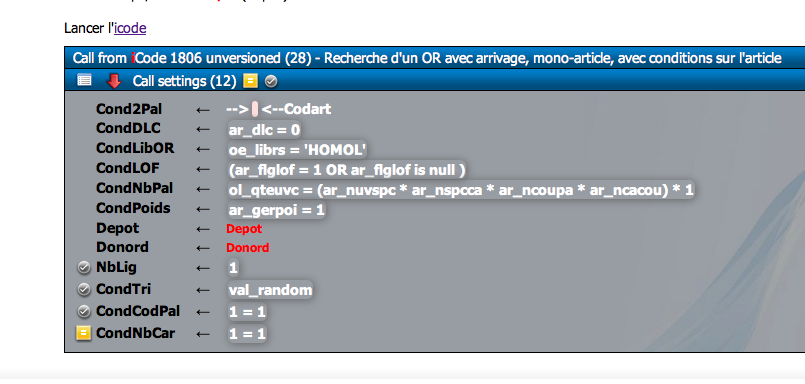 Lancer l'icode
Call from iCode 1806 unversioned (28) - Recherche d'un OR avec arrivage, mono-article, avec conditions sur l'article
Call settings (12)
Cond2Pal ← --> <--Codart
CondDLC ← ar_dlc = 0
CondLibOR ← oe_librs = 'HOMOL'
CondLOF ← (ar_flglof = 1 OR ar_flglof is null )
CondNbPal ← ol_qteuvc = (ar_nuvspc * ar_nspcca * ar_ncoupa * ar_ncacou) * 1
CondPoids ← ar_gerpoi = 1
Depot ← Depot
Donord ← Donord
NbLig ← 1
CondTri ← val_random
CondCodPal ← 1 = 1
CondNbCar ← 1 = 1